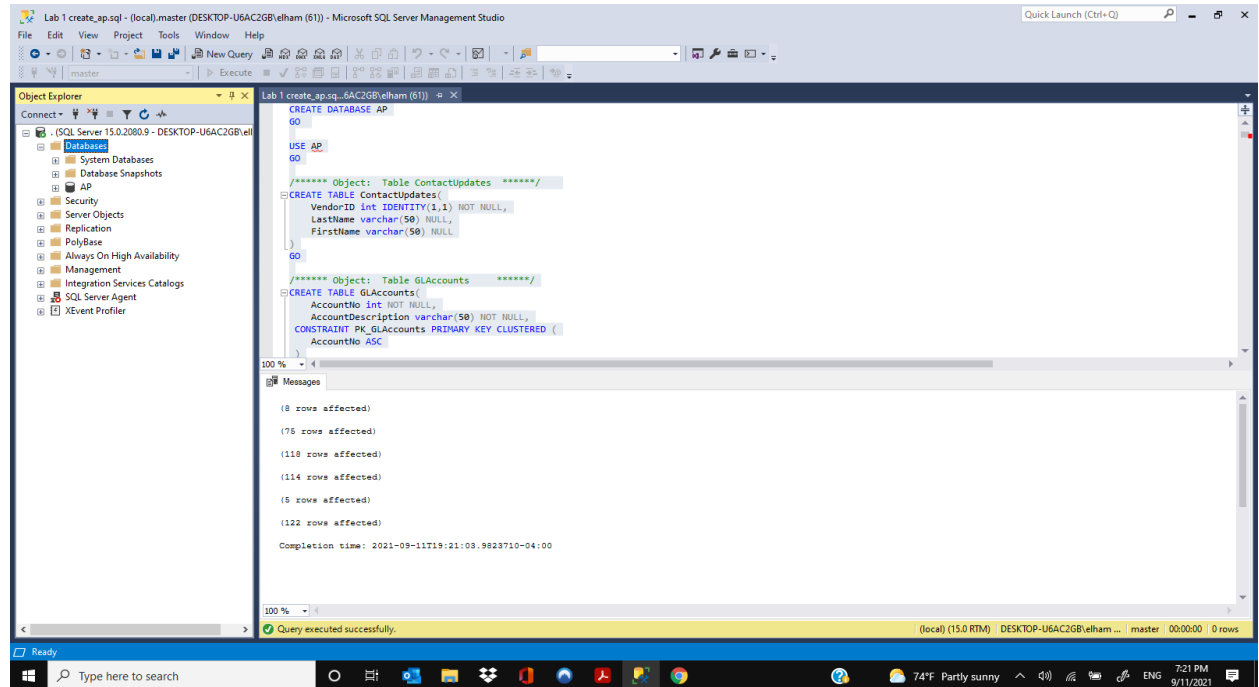 Lab 1 create_ap.sql - (local).master (DESKTOP-U6AC2GB\elham (61)) - Microsoft SQL Server Management Studio
Quick Launch (Ctrl+Q)
File Edit View Project Tools Window Help
New Query
master
Execute
Object Explorer
Lab 1 create_ap.sq...6AC2GB\elham (61))
Connect
. (SQL Server 15.0.2080.9 - DESKTOP-U6AC2GB\ell
Databases
System Databases
Database Snapshots
AP
Security
Server Objects
Replication
PolyBase
Always On High Availability
Management
Integration Services Catalogs
SQL Server Agent
XEvent Profiler
CREATE DATABASE AP
GO
USE AP
GO
/****** Object:  Table ContactUpdates  ******/
CREATE TABLE ContactUpdates(
VendorID int IDENTITY(1,1) NOT NULL,
LastName varchar(50) NULL,
FirstName varchar(50) NULL
)
GO
/****** Object:  Table GLAccounts     ******/
CREATE TABLE GLAccounts(
AccountNo int NOT NULL,
AccountDescription varchar(50) NOT NULL,
CONSTRAINT PK_GLAccounts PRIMARY KEY CLUSTERED (
AccountNo ASC
)
100 %
Messages
(8 rows affected)
(75 rows affected)
(118 rows affected)
(114 rows affected)
(5 rows affected)
(122 rows affected)
Completion time: 2021-09-11T19:21:03.9823710-04:00
100 %
Query executed successfully.
(local) (15.0 RTM) DESKTOP-U6AC2GB\elham ... master 00:00:00 0 rows
Ready
Type here to search
74°F Partly sunny
ENG
7:21 PM
9/11/2021